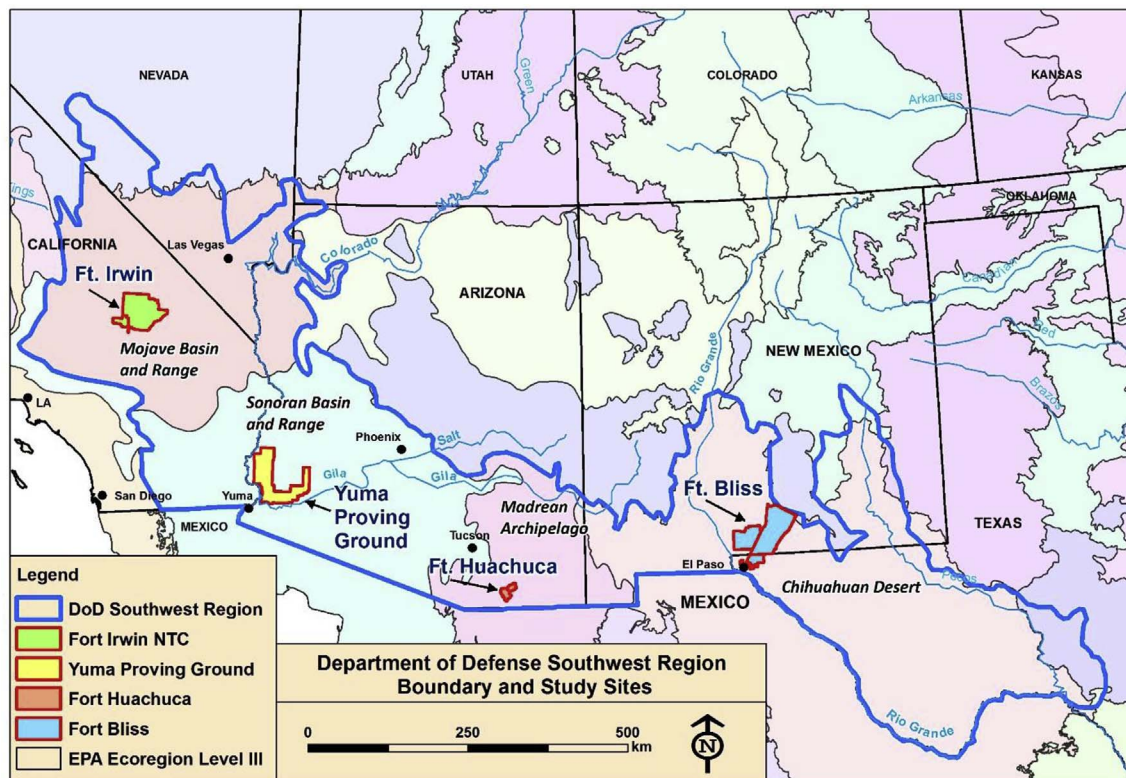 NEVADA
UTAH
Green
COLORADO
KANSAS
Arkansas
OKLAHOMA
CALIFORNIA
Las Vegas
Colorado
Canadian
Ft. Irwin
ARIZONA
Red
Mojave Basin
and Range
Rio Grande
NEW MEXICO
Brazos
LA
Sonoran Basin
and Range
Phoenix
Salt
Gila
Gila
San Diego
Yuma
MEXICO
Yuma
Proving
Ground
Madrean
Archipelago
Tucson
Ft. Huachuca
Ft. Bliss
TEXAS
El Paso
Pecos
MEXICO
Chihuahuan Desert
Rio Grande
Legend
DoD Southwest Region
Fort Irwin NTC
Yuma Proving Ground
Fort Huachuca
Fort Bliss
EPA Ecoregion Level III
Department of Defense Southwest Region
Boundary and Study Sites
0 250 500
km
N